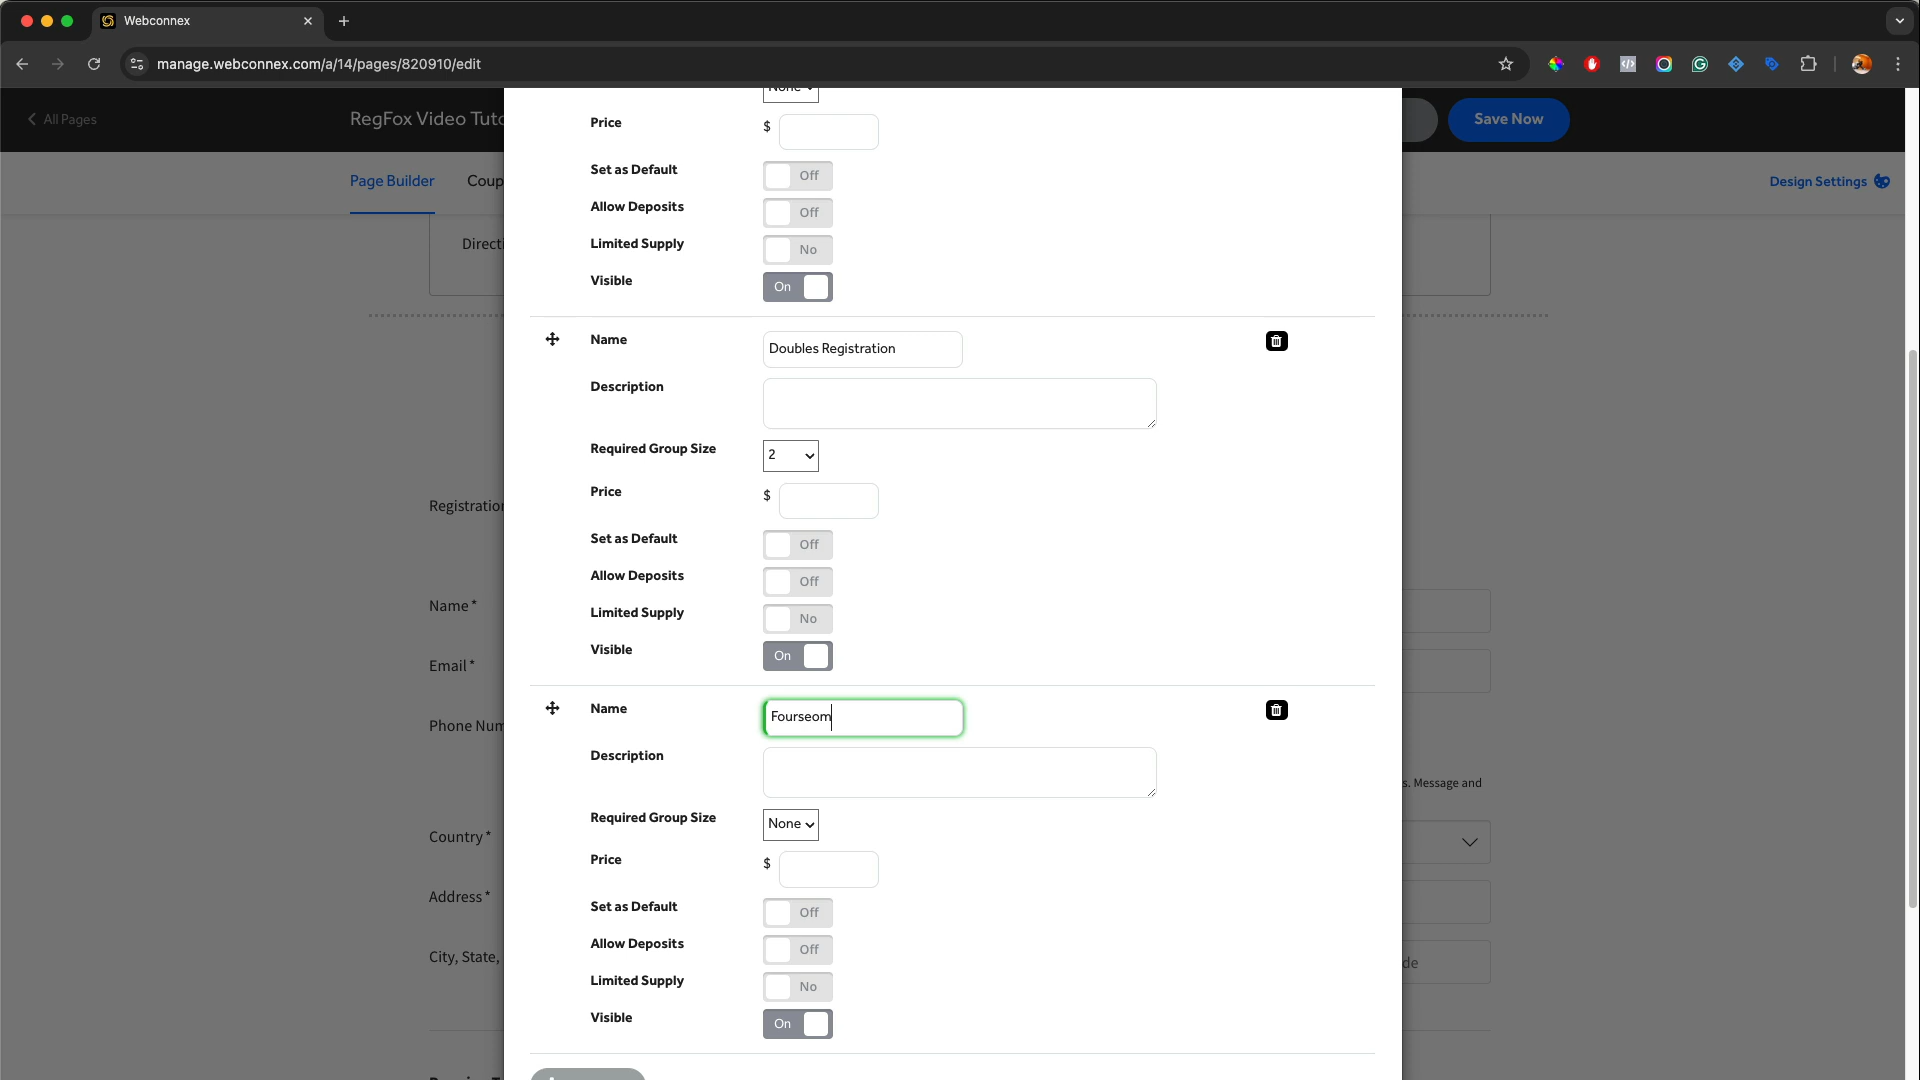 Webconnex
manage.webconnex.com/a/14/pages/820910/edit
All Pages
RegFox Video Tuto
Save Now
Page Builder
Coup
Design Settings
Directi
None
Price
$
Set as Default
Off
Allow Deposits
Off
Limited Supply
No
Visible
On
Name
Doubles Registration
Description
Required Group Size
2
Price
$
Set as Default
Off
Allow Deposits
Off
Limited Supply
No
Visible
On
Name
Fourseom
Description
Required Group Size
None
Price
$
Set as Default
Off
Allow Deposits
Off
Limited Supply
No
Visible
On
Registration
Name*
Email*
Phone Num
s. Message and
Country*
Address*
City, State,
de